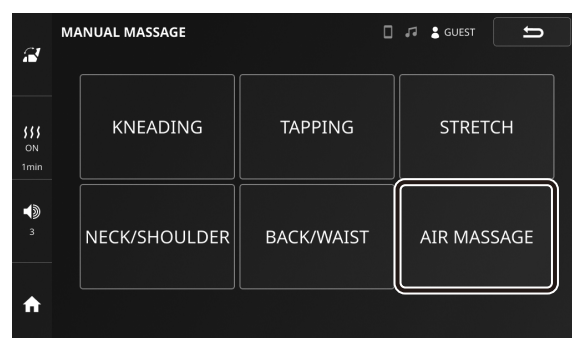 MANUAL MASSAGE
GUEST
KNEADING
TAPPING
STRETCH
ON
1min
3
NECK/SHOULDER
BACK/WAIST
AIR MASSAGE